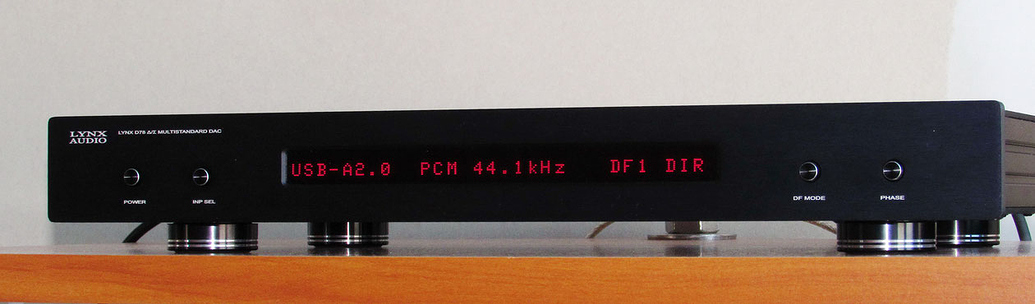 LYNX
AUDIO
LYNX D78 Δ/Σ MULTISTANDARD DAC
USB-A2.0 PCM 44.1kHz DF1 DIR
POWER
INP SEL
DF MODE
PHASE